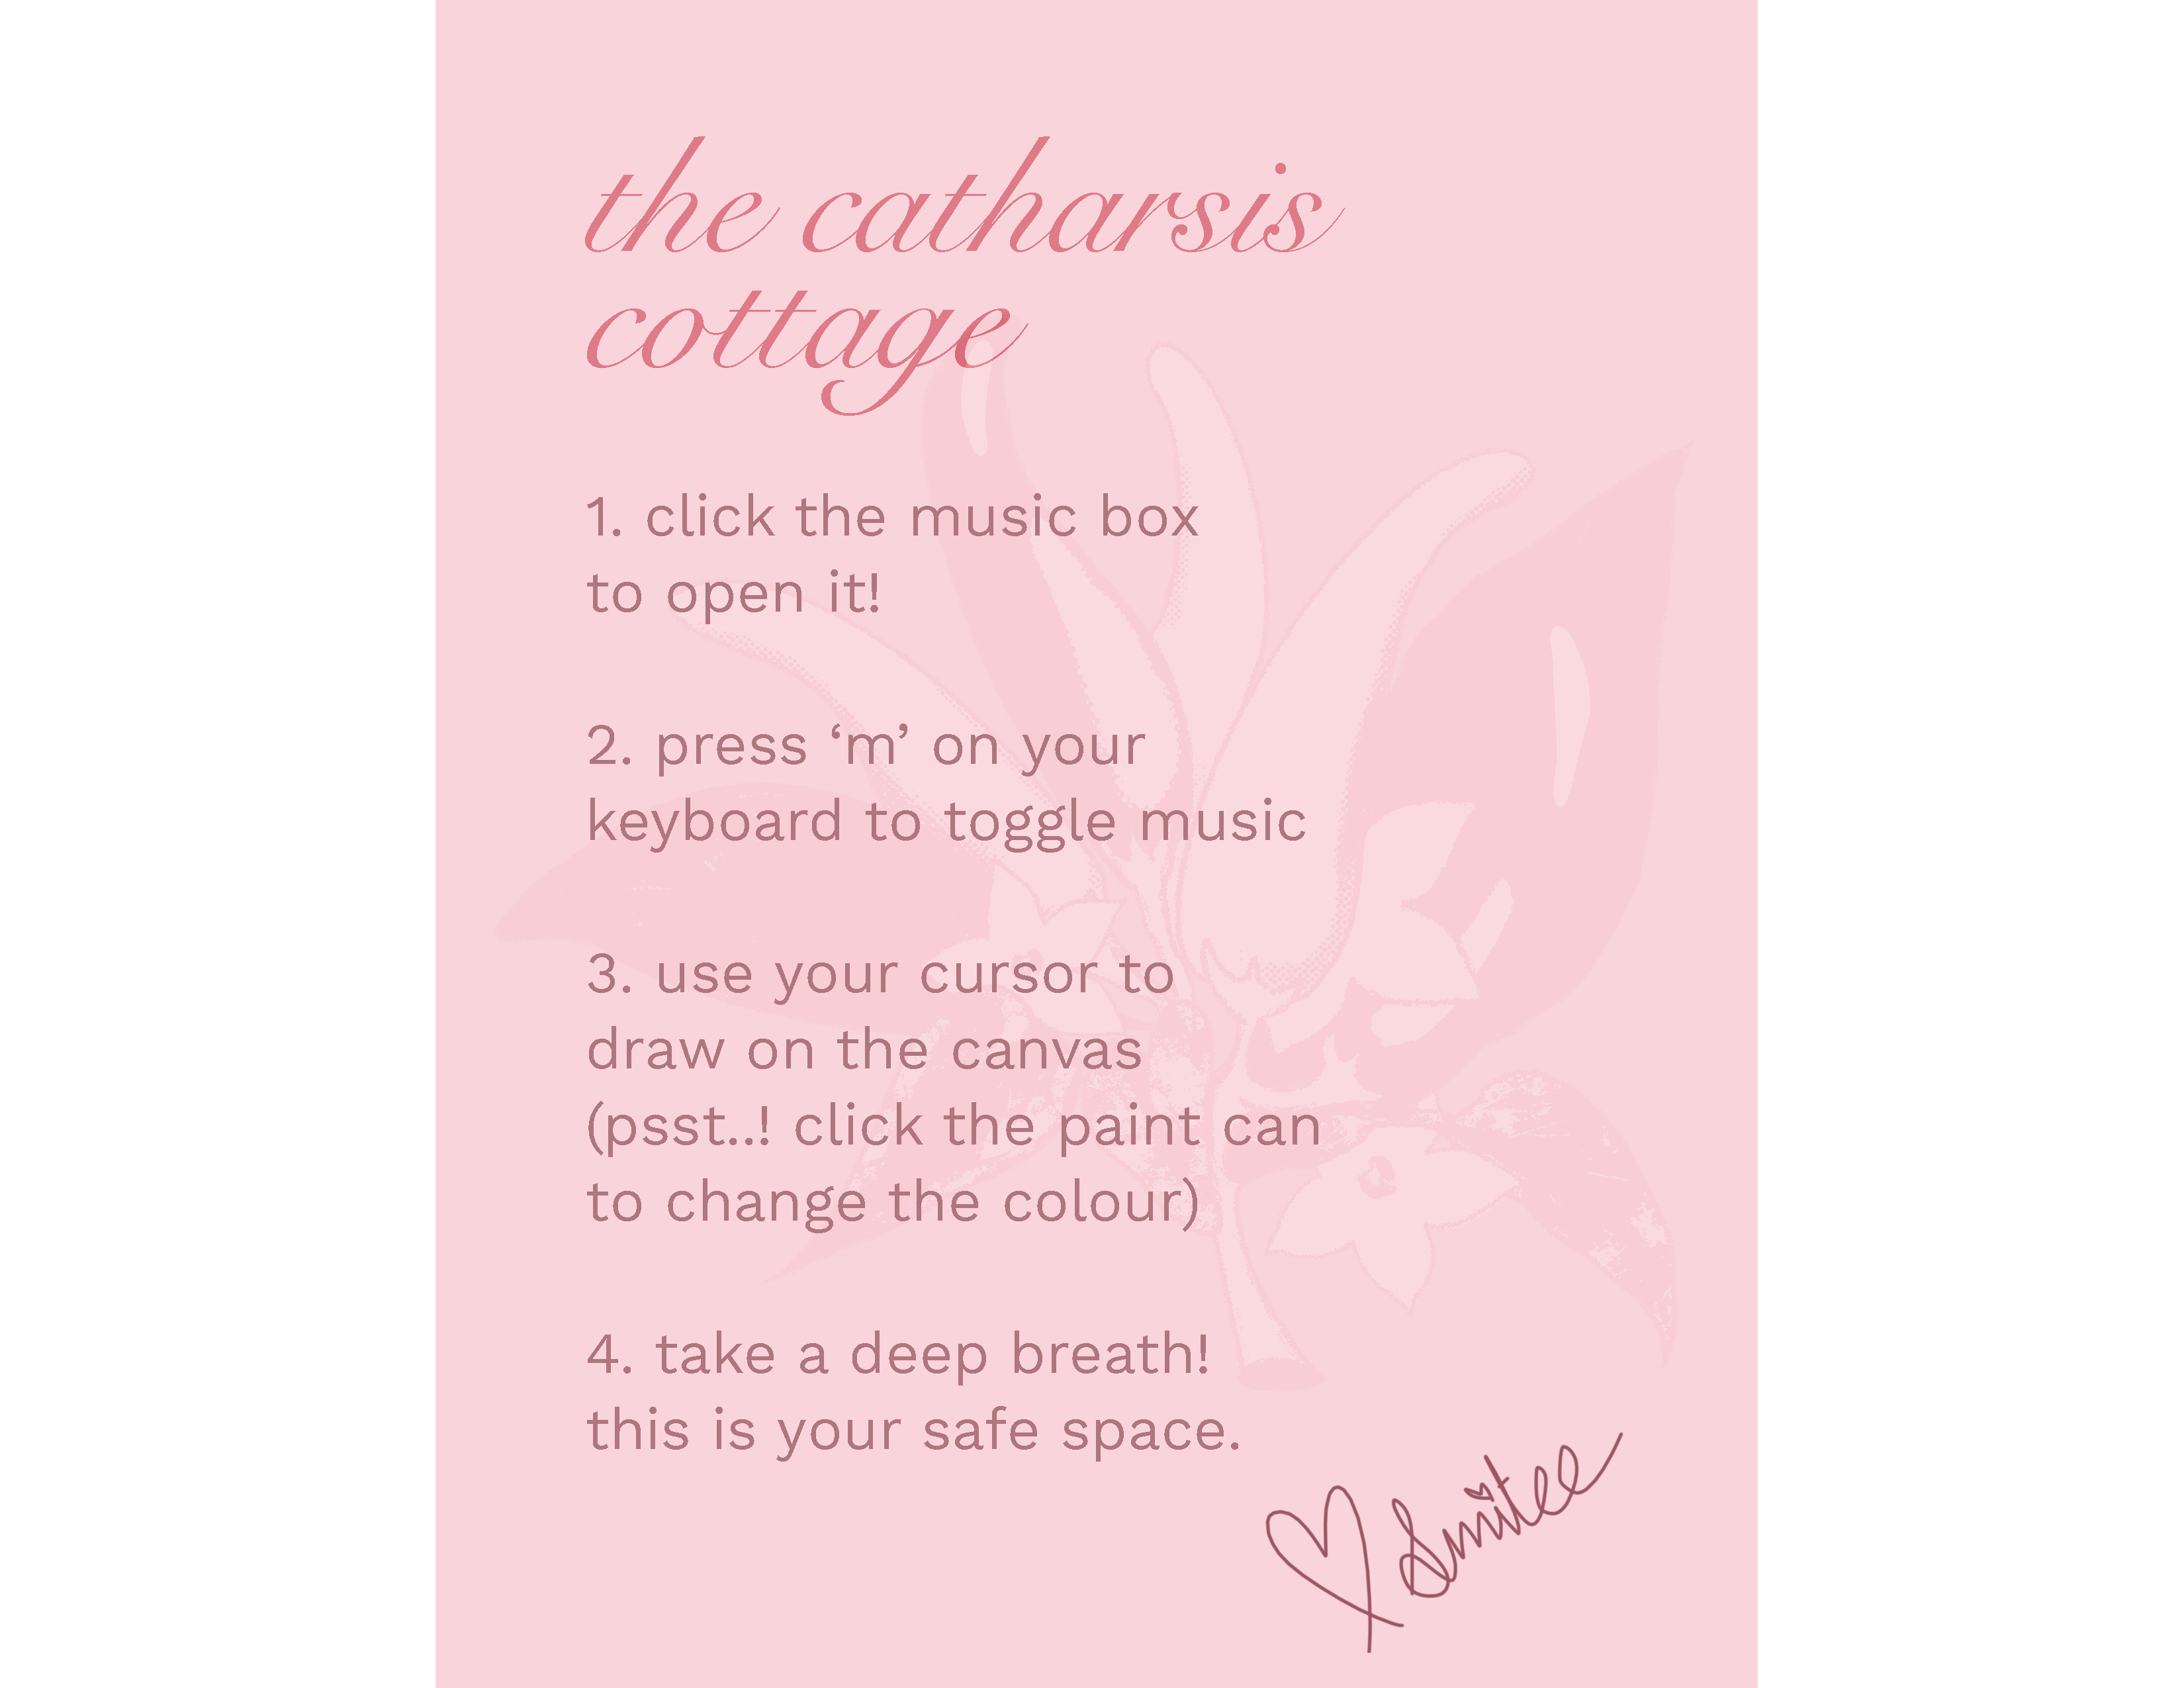 the catharsis
cottage
1. click the music box
to open it!
2. press ‘m’ on your
keyboard to toggle music
3. use your cursor to
draw on the canvas
(psst..! click the paint can
to change the colour)
4. take a deep breath!
this is your safe space.
Smitee